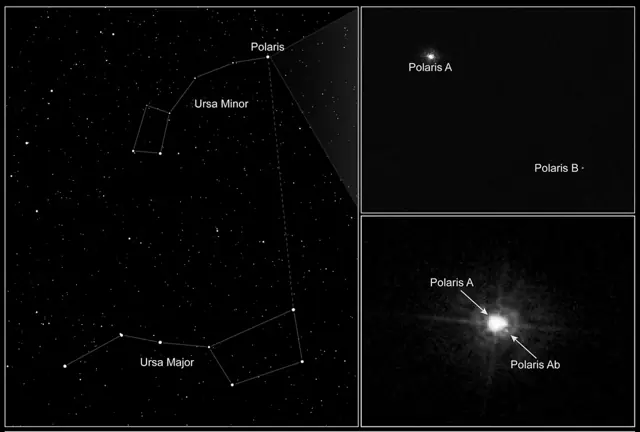 Polaris
Ursa Minor
Ursa Major
Polaris A
Polaris B
Polaris A
Polaris Ab